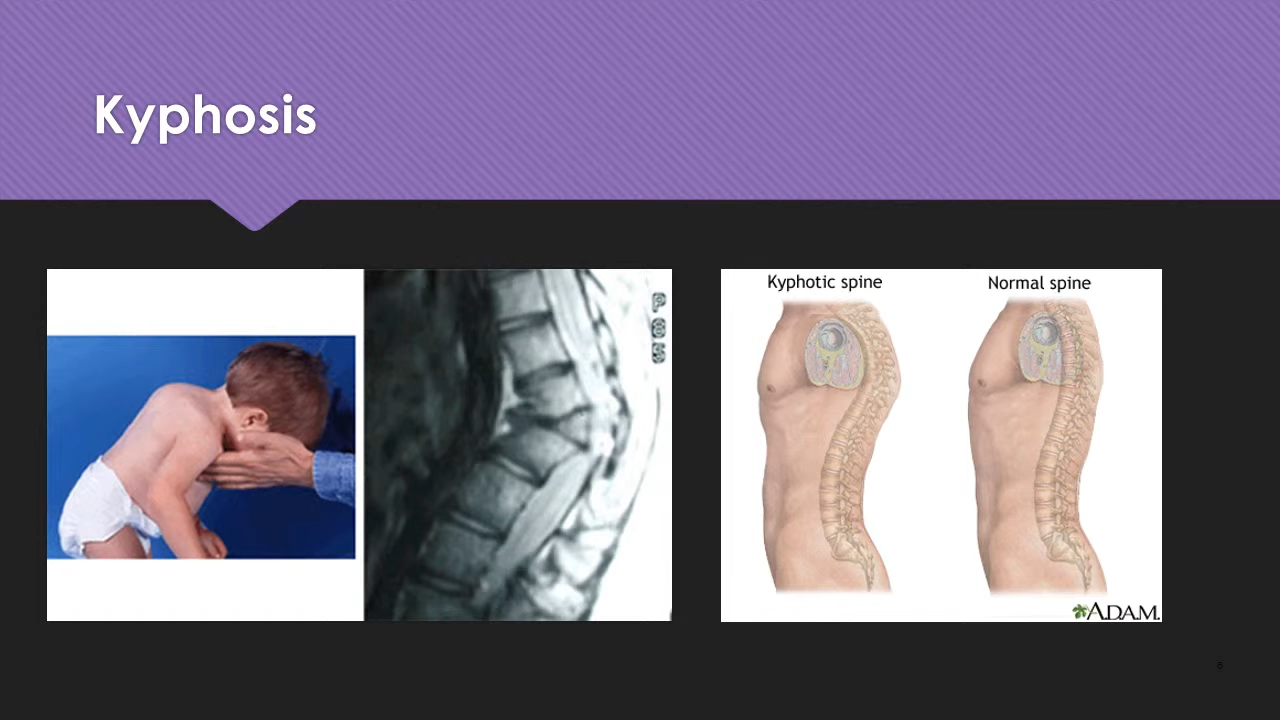 Kyphosis
P
O
S
Kyphotic spine
Normal spine
A.D.A.M.